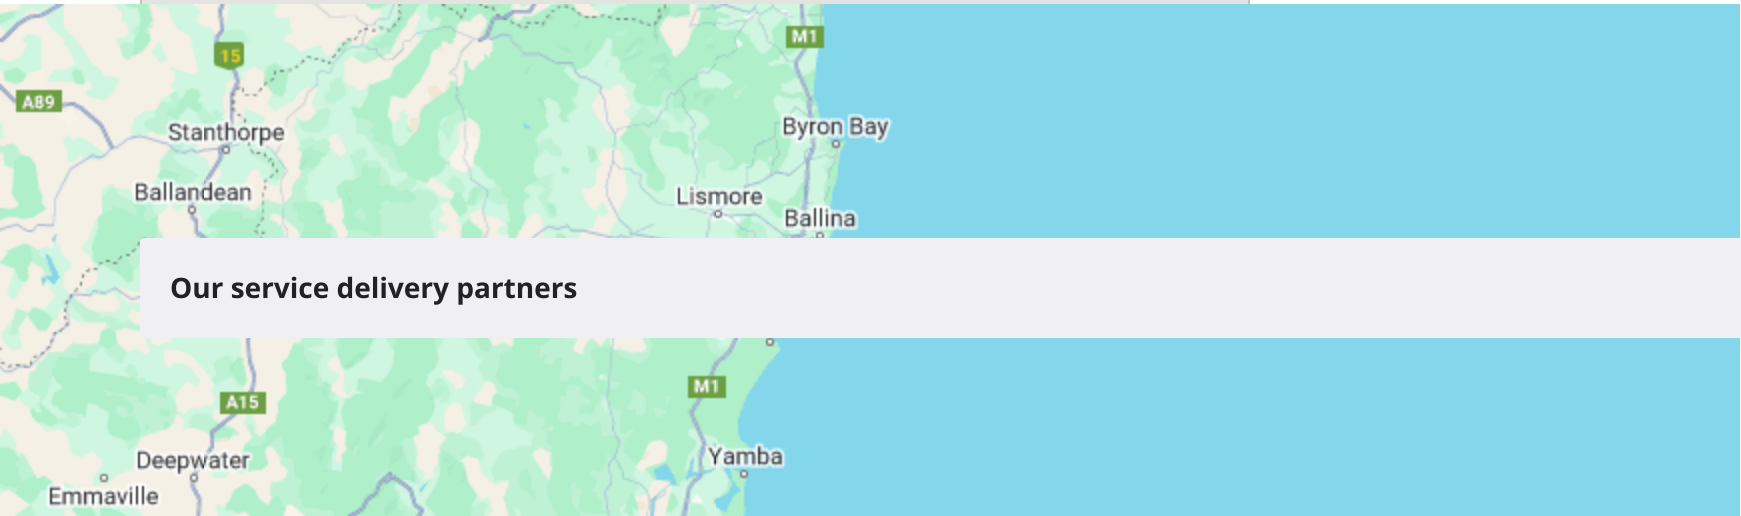 M1
15
A89
Byron Bay
Stanthorpe
Ballandean
Lismore
Ballina
Our service delivery partners
M1
A15
Yamba
Deepwater
Emmaville